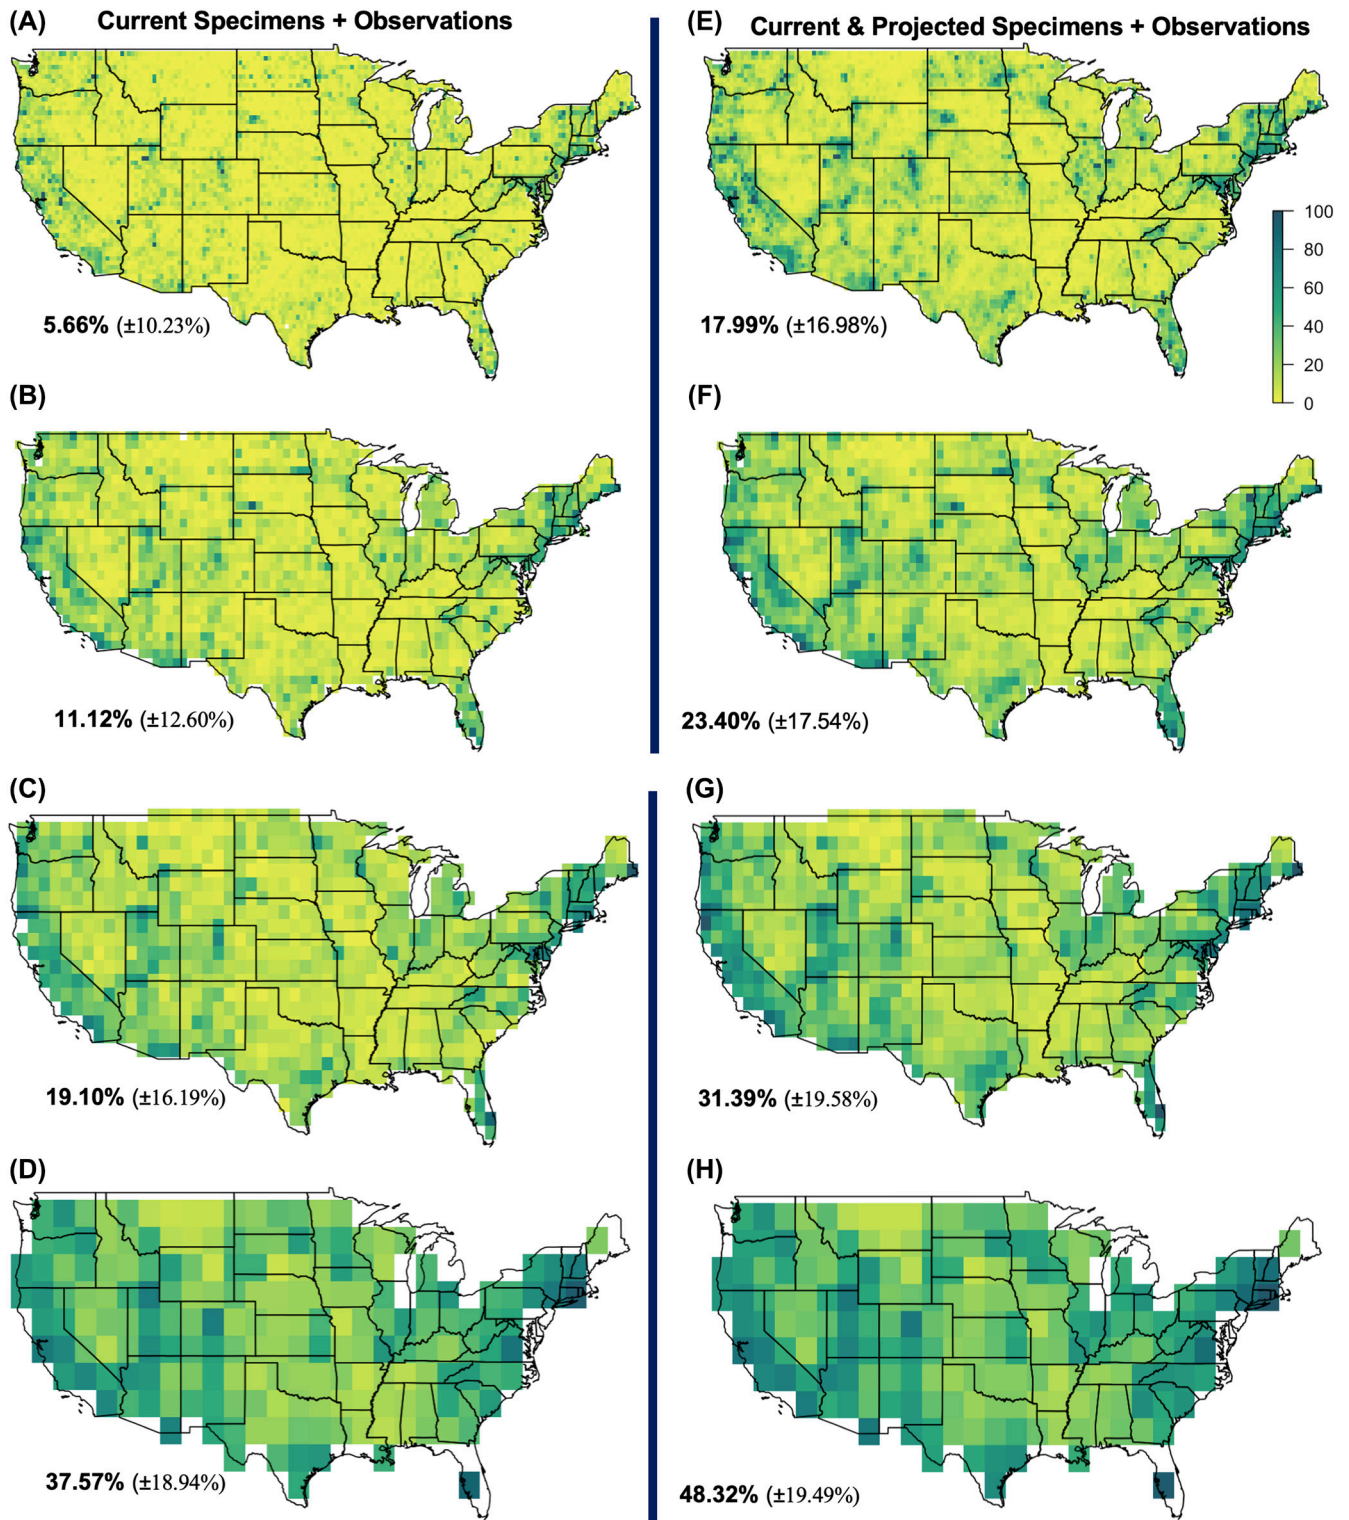 (A) Current Specimens + Observations
5.66% (±10.23%)
(B)
11.12% (±12.60%)
(C)
19.10% (±16.19%)
(D)
37.57% (±18.94%)
(E) Current & Projected Specimens + Observations
100
80
60
40
20
0
17.99% (±16.98%)
(F)
23.40% (±17.54%)
(G)
31.39% (±19.58%)
(H)
48.32% (±19.49%)